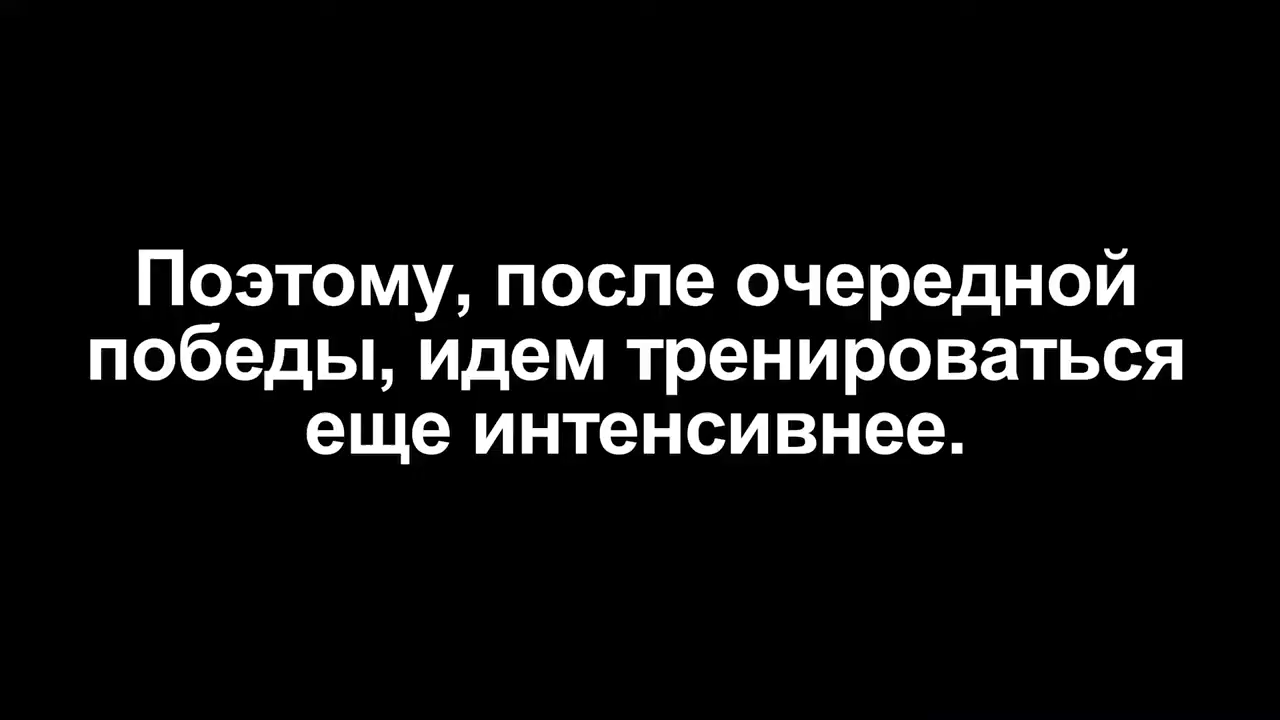 Поэтому, после очередной
победы, идем тренироваться
еще интенсивнее.